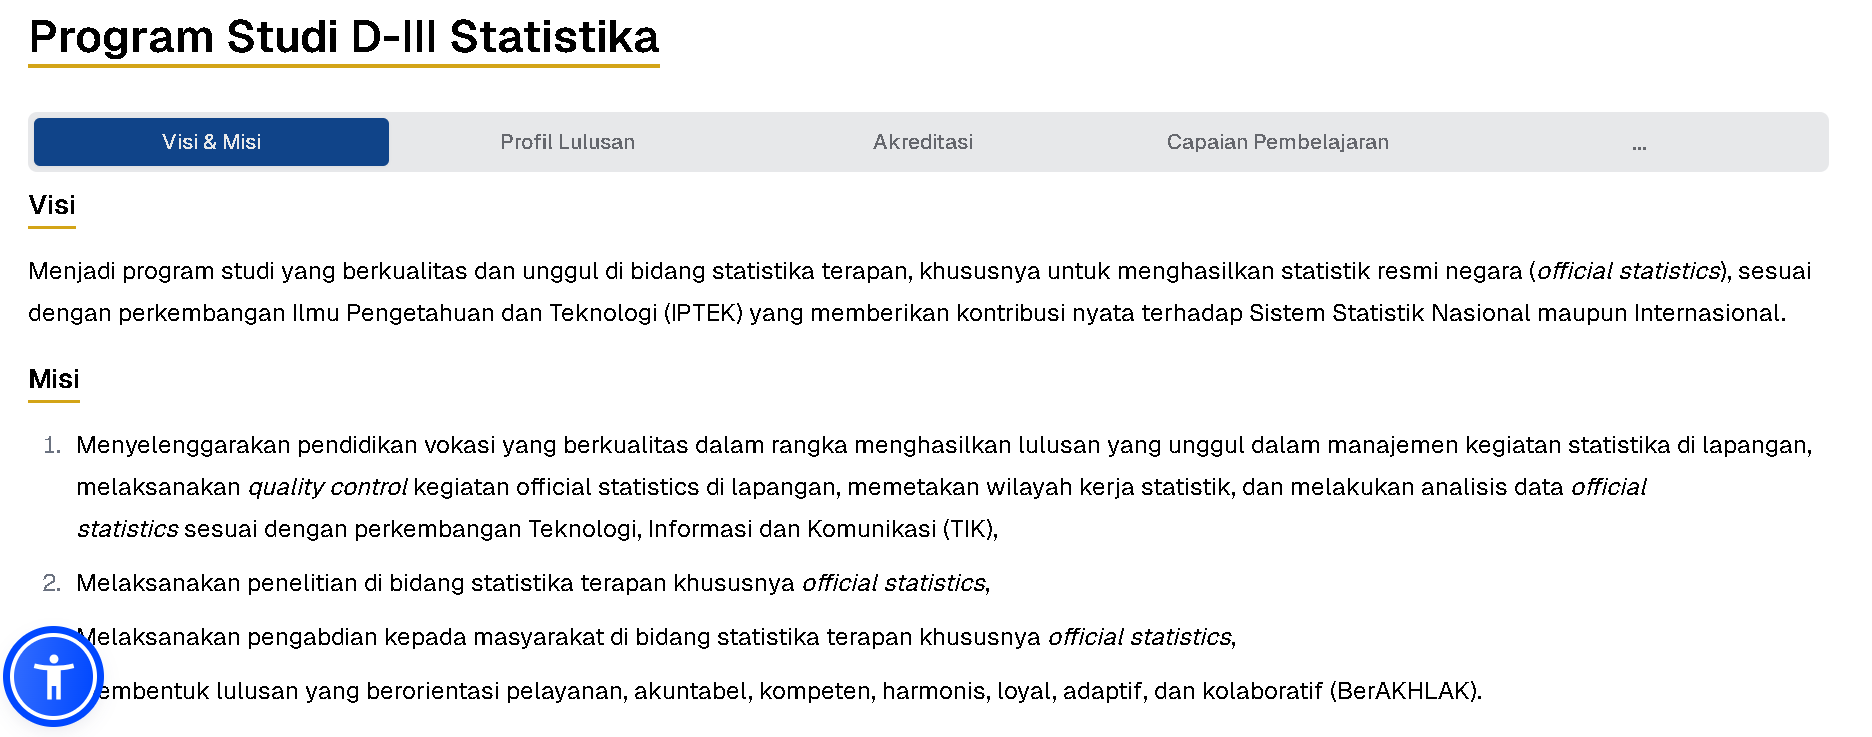 Program Studi D-III Statistika
Visi & Misi
Profil Lulusan
Akreditasi
Capaian Pembelajaran
...
Visi
Menjadi program studi yang berkualitas dan unggul di bidang statistika terapan, khususnya untuk menghasilkan statistik resmi negara (official statistics), sesuai
dengan perkembangan Ilmu Pengetahuan dan Teknologi (IPTEK) yang memberikan kontribusi nyata terhadap Sistem Statistik Nasional maupun Internasional.
Misi
1. Menyelenggarakan pendidikan vokasi yang berkualitas dalam rangka menghasilkan lulusan yang unggul dalam manajemen kegiatan statistika di lapangan,
melaksanakan quality control kegiatan official statistics di lapangan, memetakan wilayah kerja statistik, dan melakukan analisis data official
statistics sesuai dengan perkembangan Teknologi, Informasi dan Komunikasi (TIK),
2. Melaksanakan penelitian di bidang statistika terapan khususnya official statistics,
Melaksanakan pengabdian kepada masyarakat di bidang statistika terapan khususnya official statistics,
embentuk lulusan yang berorientasi pelayanan, akuntabel, kompeten, harmonis, loyal, adaptif, dan kolaboratif (BerAKHLAK).